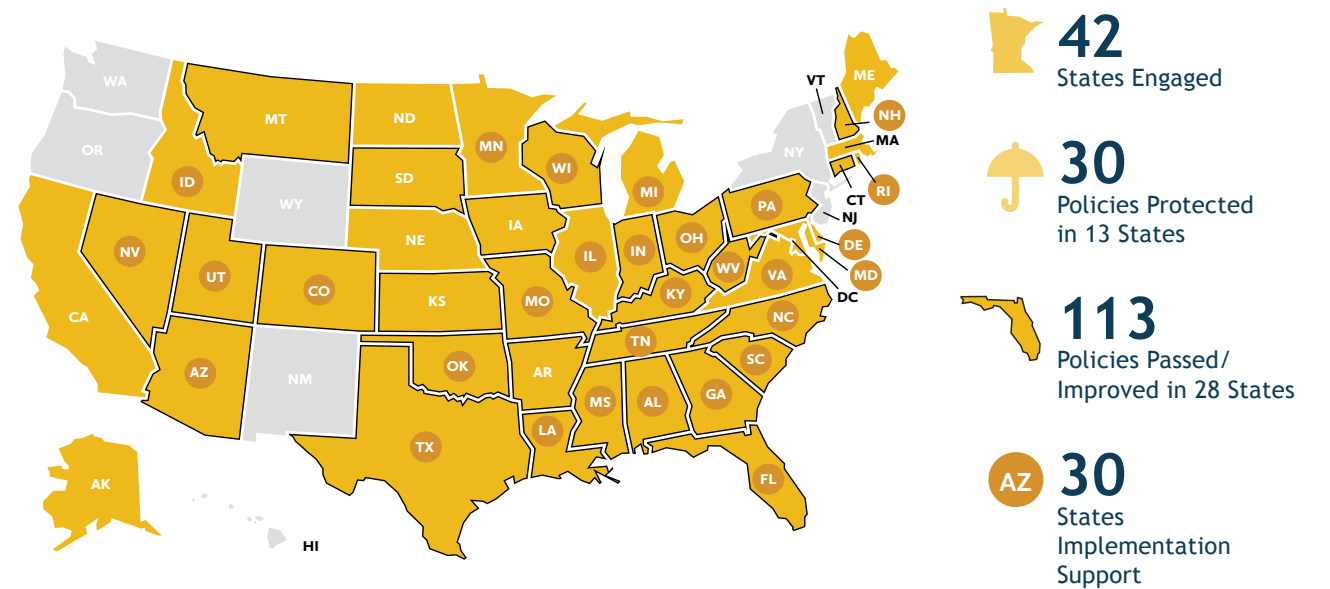 WA
OR
CA
NV
ID
MT
WY
UT
AZ
CO
NM
ND
SD
NE
KS
OK
TX
MN
IA
MO
AR
LA
WI
IL
MI
IN
OH
KY
TN
MS
AL
GA
FL
SC
NC
VA
WV
PA
NY
VT
ME
NH
MA
RI
CT
NJ
DE
MD
DC
AK
HI
42
States Engaged
30
Policies Protected
in 13 States
113
Policies Passed/
Improved in 28 States
AZ
30
States
Implementation
Support